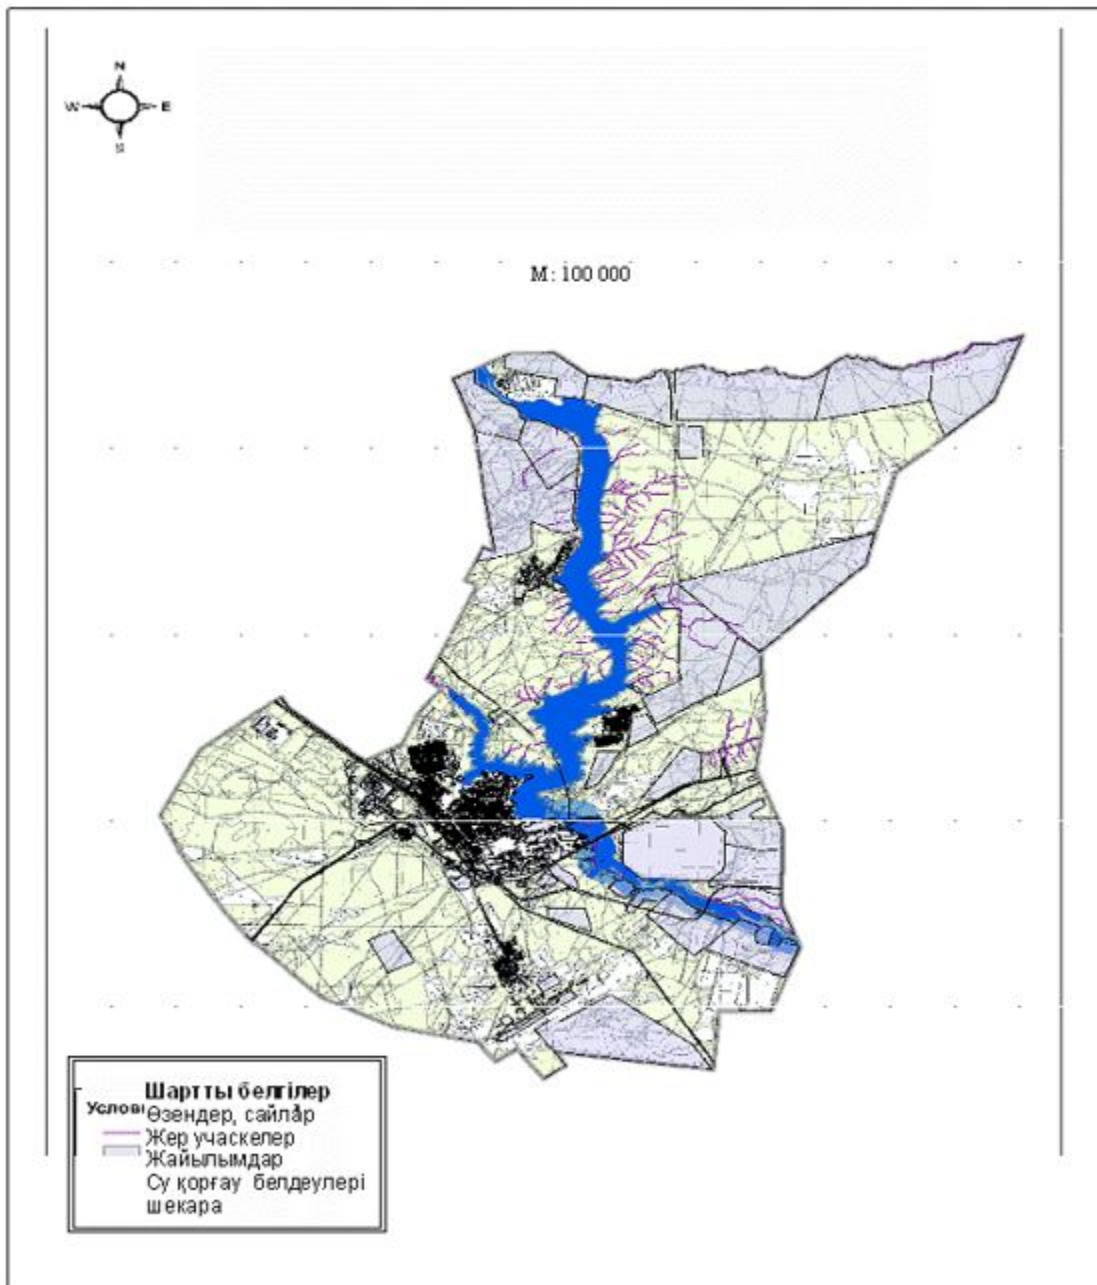 N
W E
S
М: 100 000
Шартты белгілер
Услові
Өзендер, сайлар
Жер учаскелер
Жайылымдар
Су қорғау белдеулері
шекара